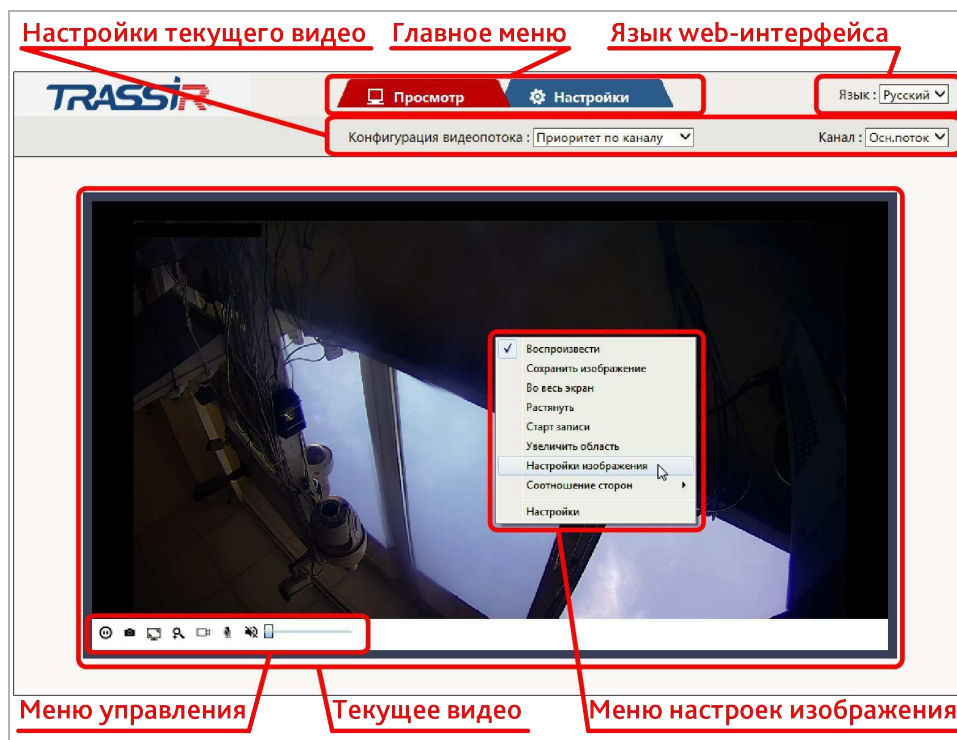 Настройки текущего видео Главное меню Язык web-интерфейса
TRASSIR Просмотр Настройки Язык : Русский
Конфигурация видеопотока : Приоритет по каналу Канал : Осн.поток
Воспроизвести
Сохранить изображение
Во весь экран
Растянуть
Старт записи
Увеличить область
Настройки изображения
Соотношение сторон
Настройки
Меню управления Текущее видео Меню настроек изображения